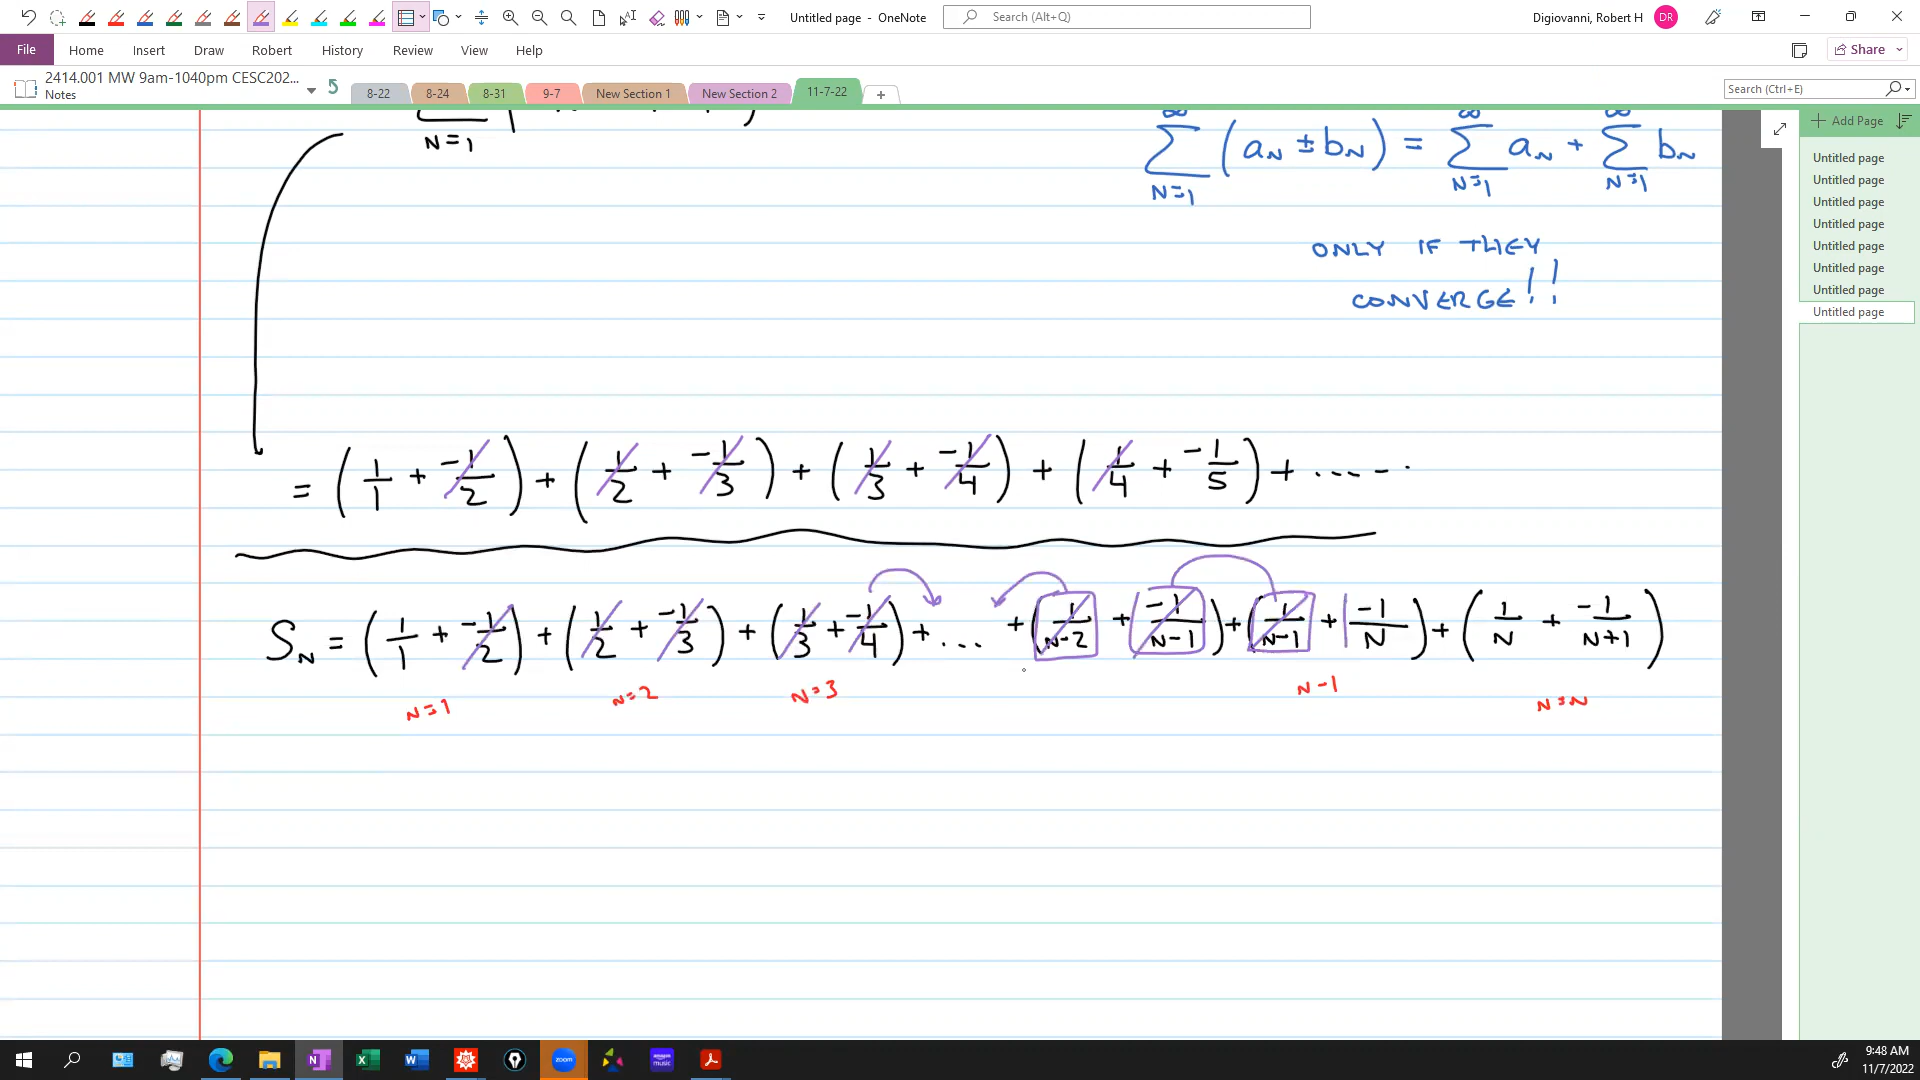 Untitled page - OneNote
Search (Alt+Q)
Digiovanni, Robert H
DR
File
Home
Insert
Draw
Robert
History
Review
View
Help
Share
2414.001 MW 9am-1040pm CESC202...
Notes
8-22
8-24
8-31
9-7
New Section 1
New Section 2
11-7-22
Search (Ctrl+E)
Add Page
Untitled page
Untitled page
Untitled page
Untitled page
Untitled page
Untitled page
Untitled page
Untitled page
N=1
∞ ∑ N=1 (aN ± bN) = ∞ ∑ N=1 aN + ∞ ∑ N=1 bN
ONLY IF THEY
CONVERGE!!
= (1/1 + -1/2) + (1/2 + -1/3) + (1/3 + -1/4) + (1/4 + -1/5) + .....
SN = (1/1 + -1/2) + (1/2 + -1/3) + (1/3 + -1/4) + ... + (1/N-2 + -1/N-1) + (1/N-1 + -1/N) + (1/N + -1/N+1)
N=1 N=2 N=3 N-1 N=N
zoom
amazon music
9:48 AM
11/7/2022